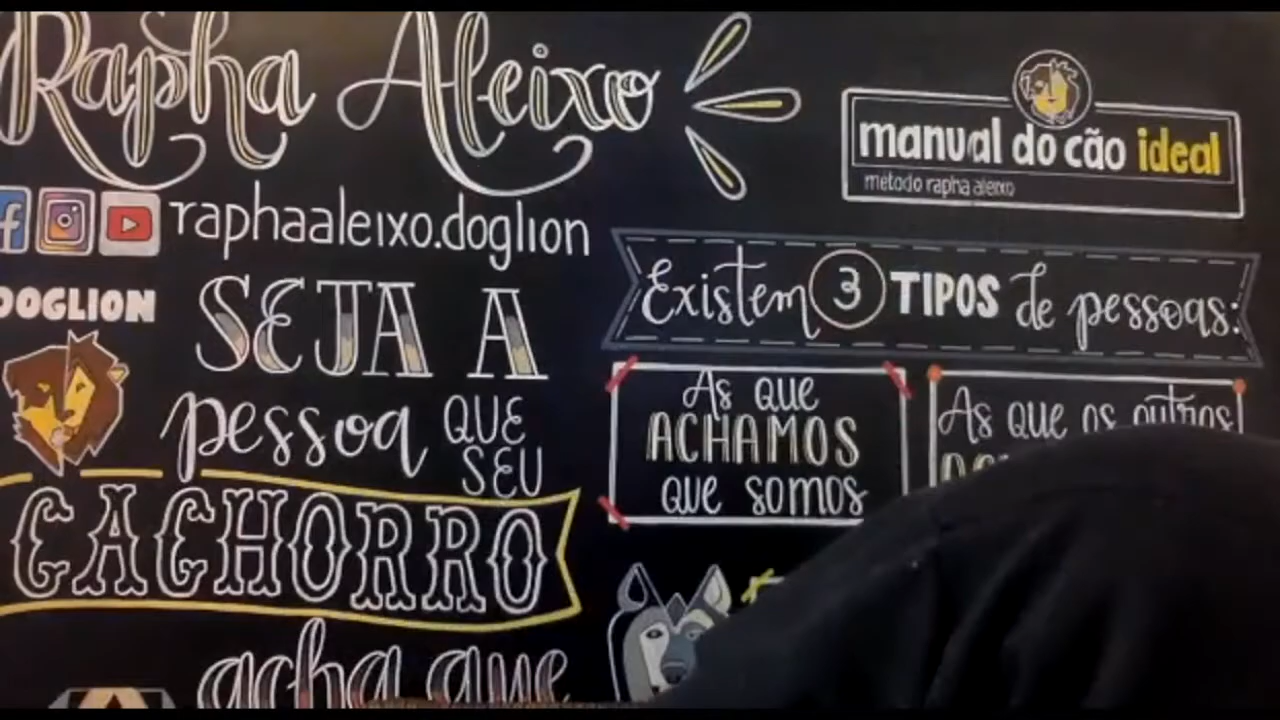 Rapha Aleixo
raphaaleixo.doglion
DOGLION
SEJA A
pessoa QUE
SEU
CACHORRO
acha que
manual do cão ideal
método rapha aleixo
Existem 3 TIPOS de pessoas:
As que
ACHAMOS
que somos
As que os outros